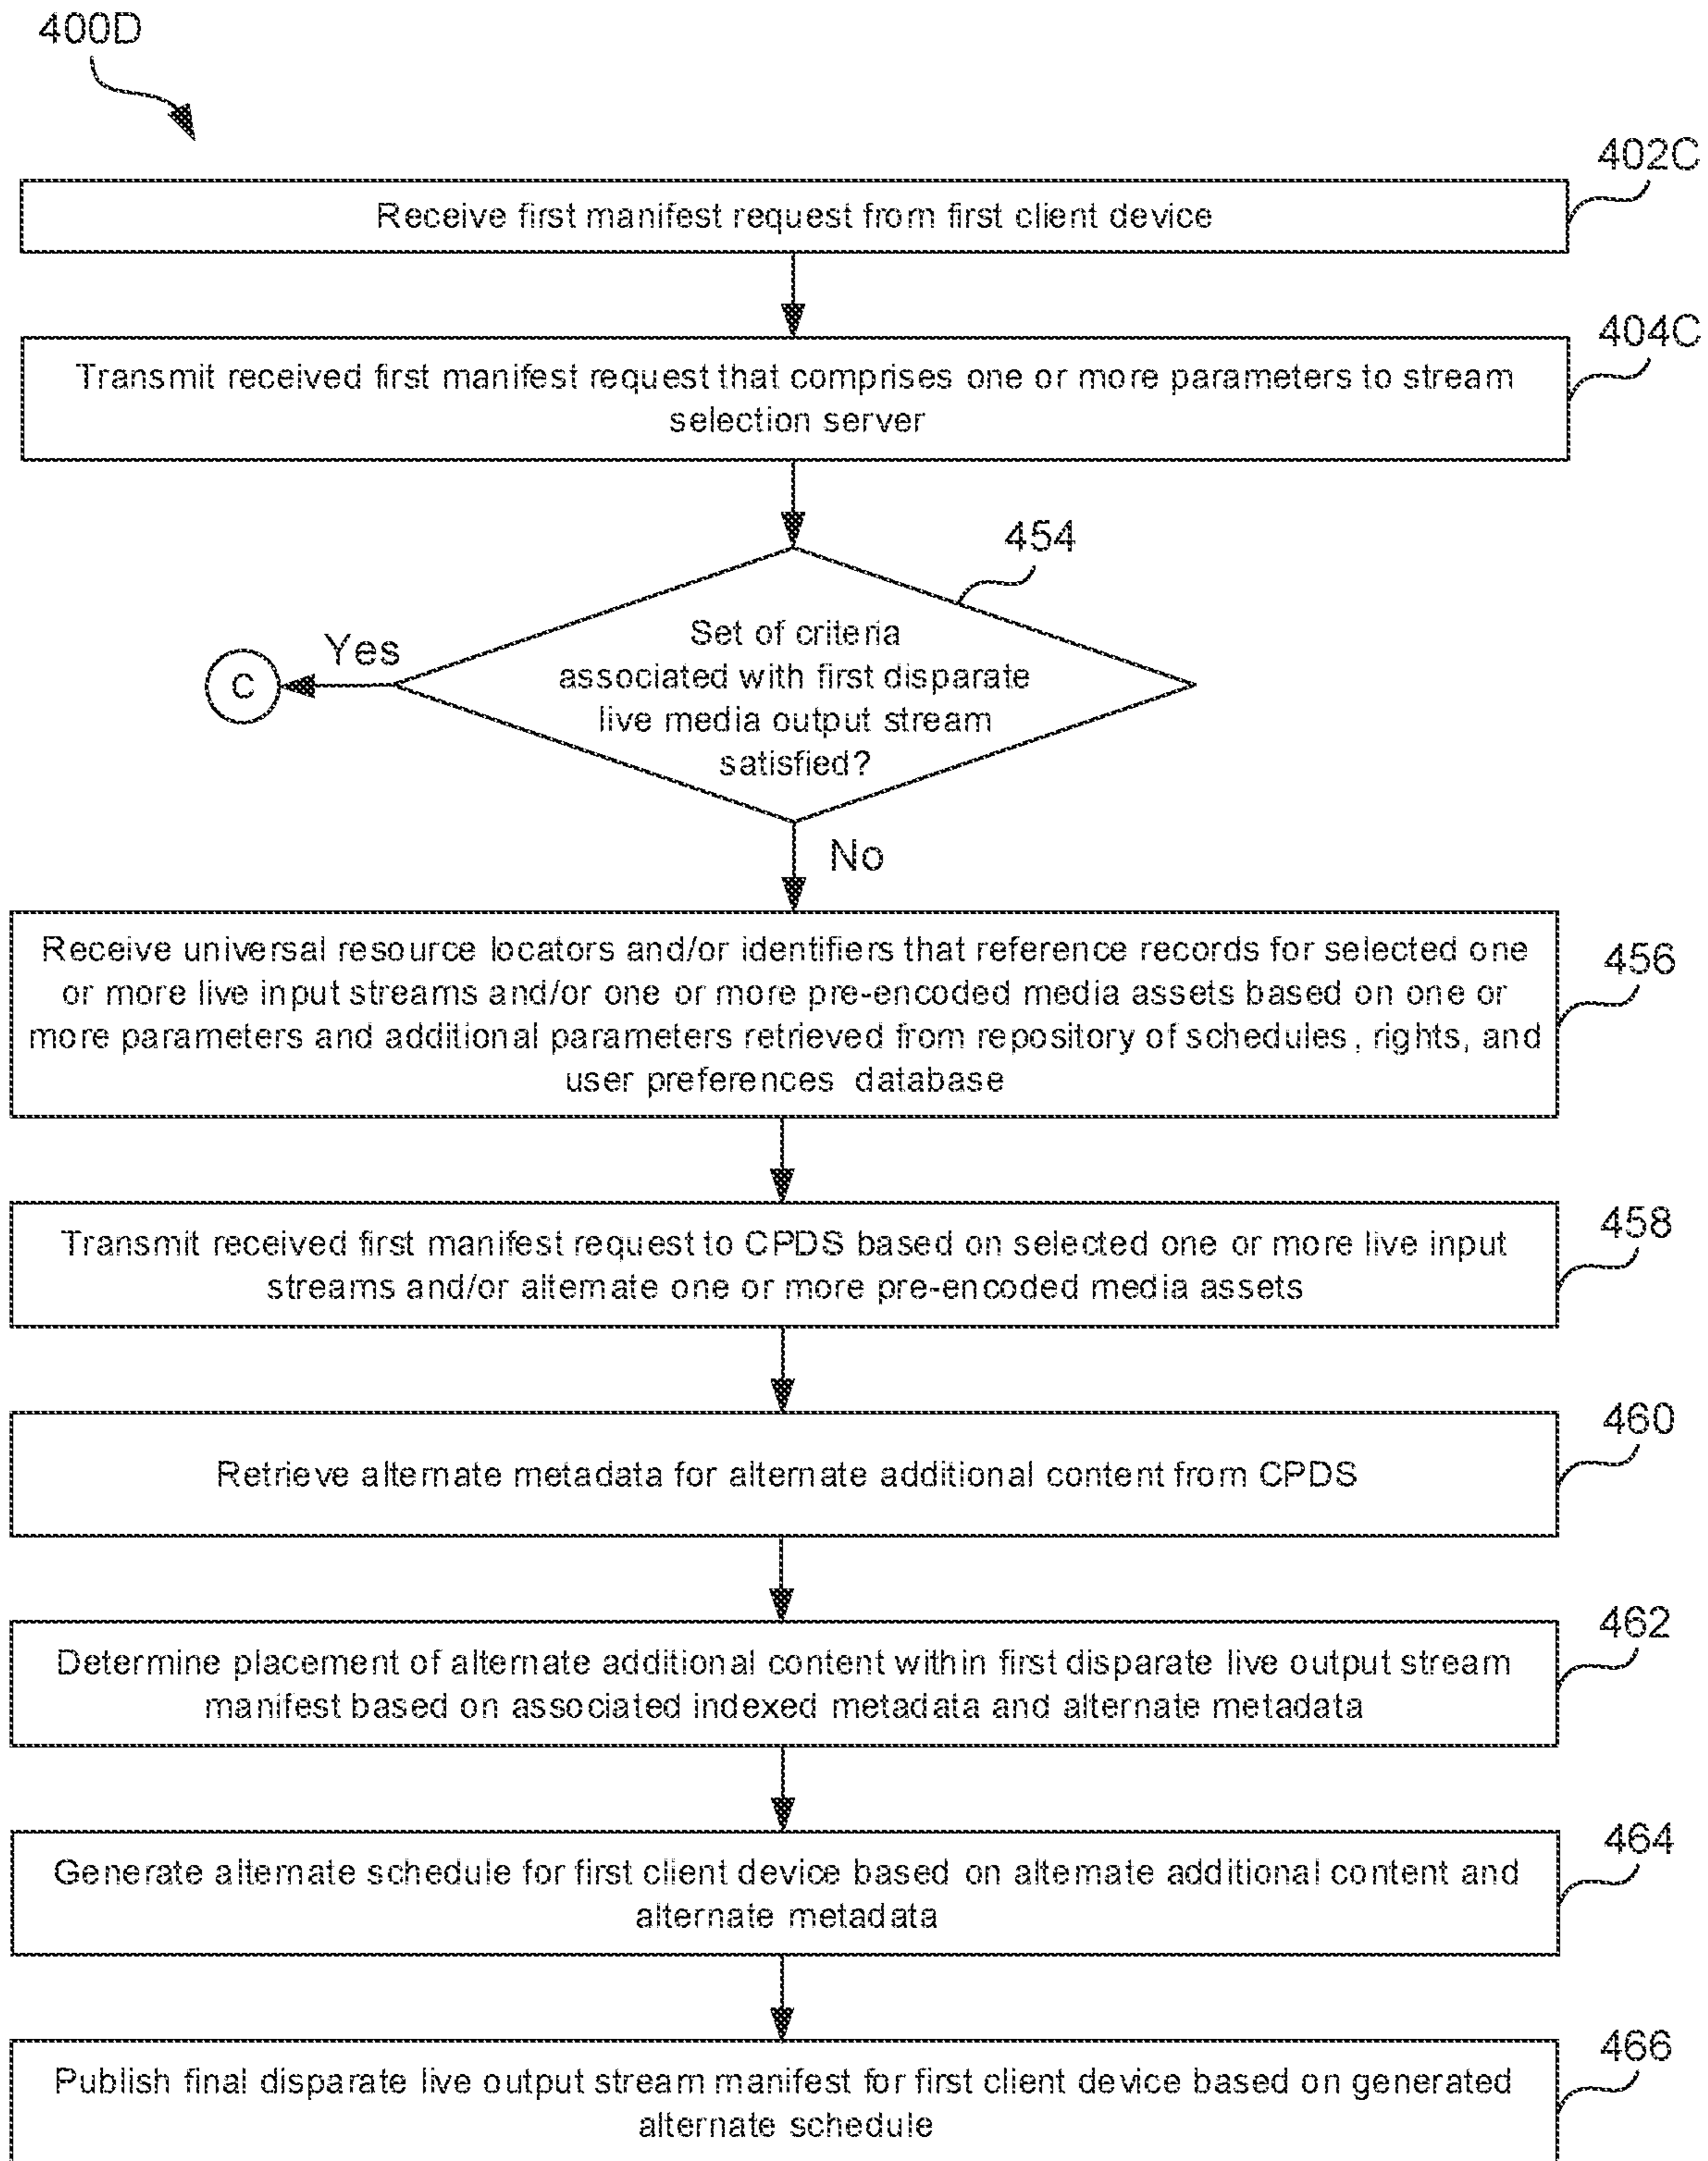 400D
402C
Receive first manifest request from first client device
404C
Transmit received first manifest request that comprises one or more parameters to stream
selection server
454
Set of criteria
associated with first disparate
live media output stream
satisfied?
Yes
C
No
456
Receive universal resource locators and/or identifiers that reference records for selected one
or more live input streams and/or one or more pre-encoded media assets based on one or
more parameters and additional parameters retrieved from repository of schedules, rights, and
user preferences database
458
Transmit received first manifest request to CPDS based on selected one or more live input
streams and/or alternate one or more pre-encoded media assets
460
Retrieve alternate metadata for alternate additional content from CPDS
462
Determine placement of alternate additional content within first disparate live output stream
manifest based on associated indexed metadata and alternate metadata
464
Generate alternate schedule for first client device based on alternate additional content and
alternate metadata
466
Publish final disparate live output stream manifest for first client device based on generated
alternate schedule